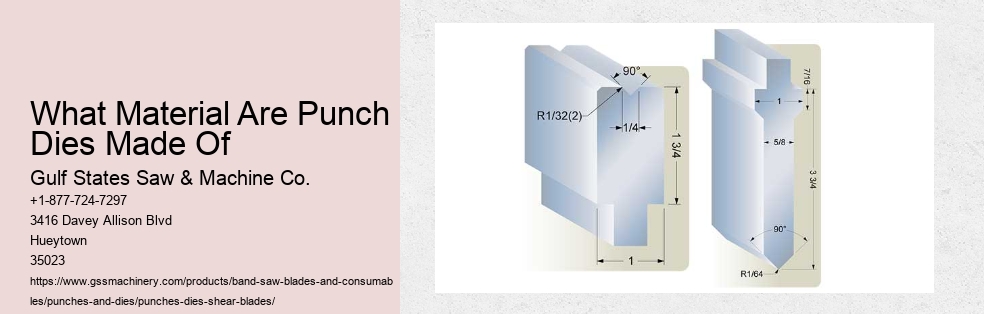 What Material Are Punch
Dies Made Of
Gulf States Saw & Machine Co.
+1-877-724-7297
3416 Davey Allison Blvd
Hueytown
35023
https://www.gssmachinery.com/products/band-saw-blades-and-consumab
les/punches-and-dies/punches-dies-shear-blades/
90°
R1/32(2)
1/4
1 3/4
1
7/16
1
5/8
3 3/4
90°
R1/64